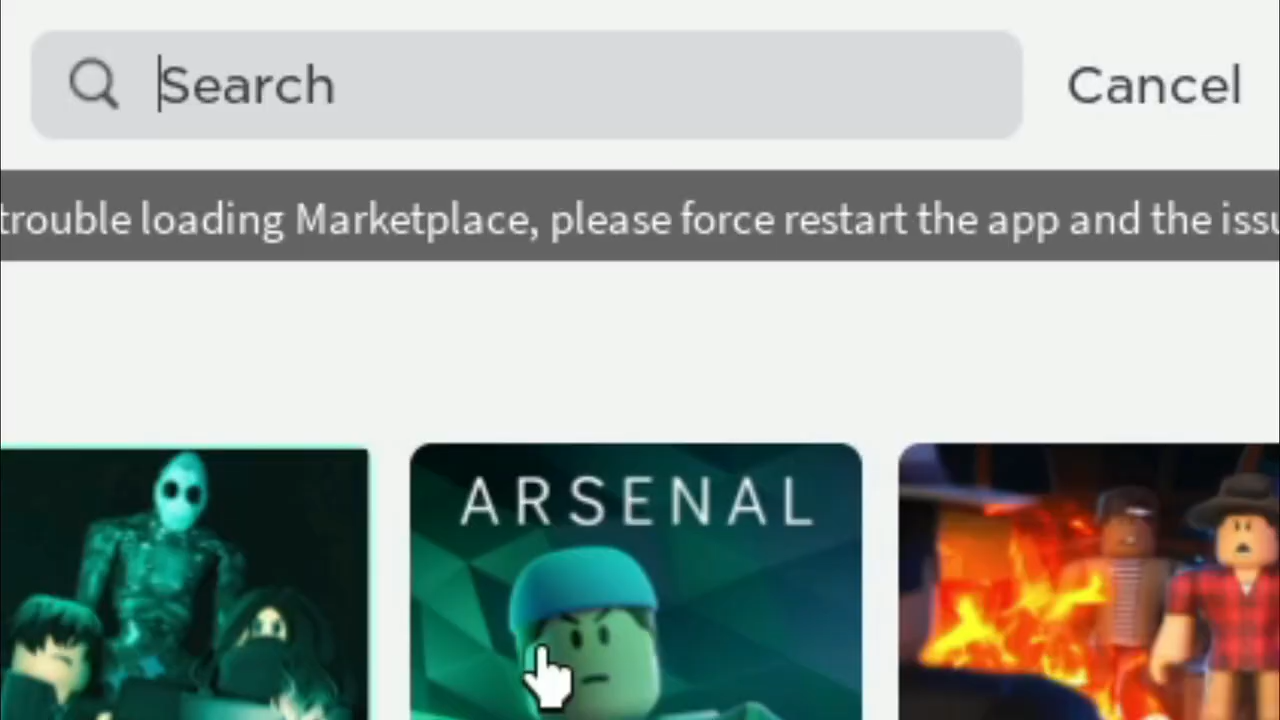 Search
Cancel
trouble loading Marketplace, please force restart the app and the issu
ARSENAL